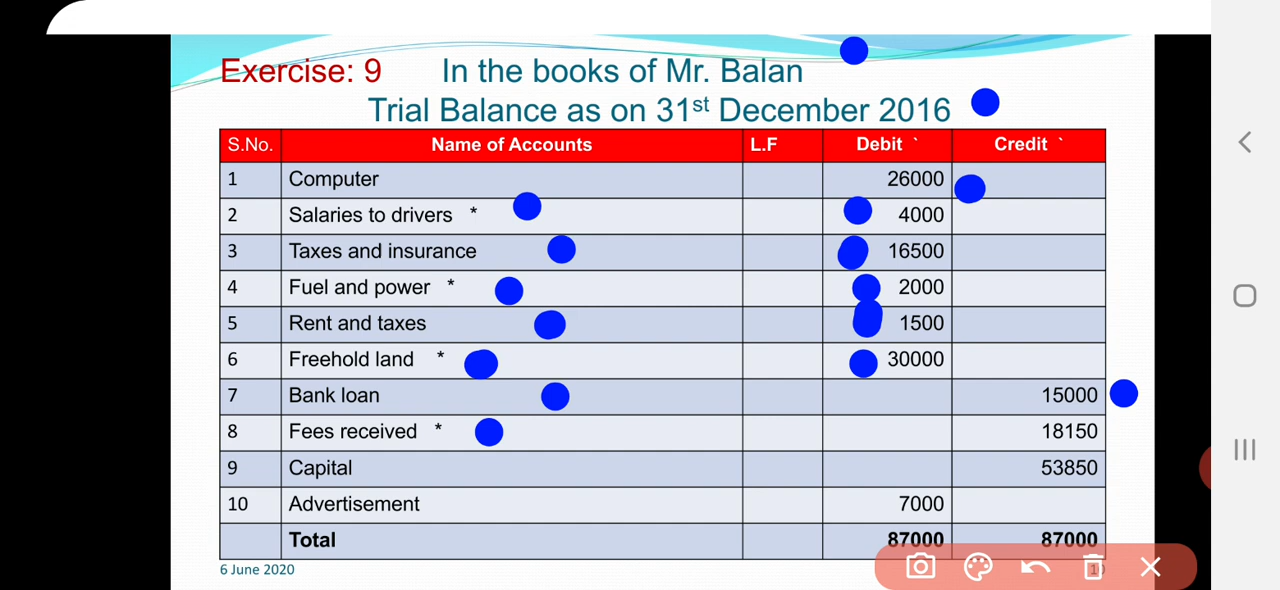 Exercise: 9 In the books of Mr. Balan
Trial Balance as on 31st December 2016
S.No. Name of Accounts L.F Debit ` Credit `
1 Computer 26000
2 Salaries to drivers * 4000
3 Taxes and insurance 16500
4 Fuel and power * 2000
5 Rent and taxes 1500
6 Freehold land * 30000
7 Bank loan 15000
8 Fees received * 18150
9 Capital 53850
10 Advertisement 7000
Total 87000 87000
6 June 2020